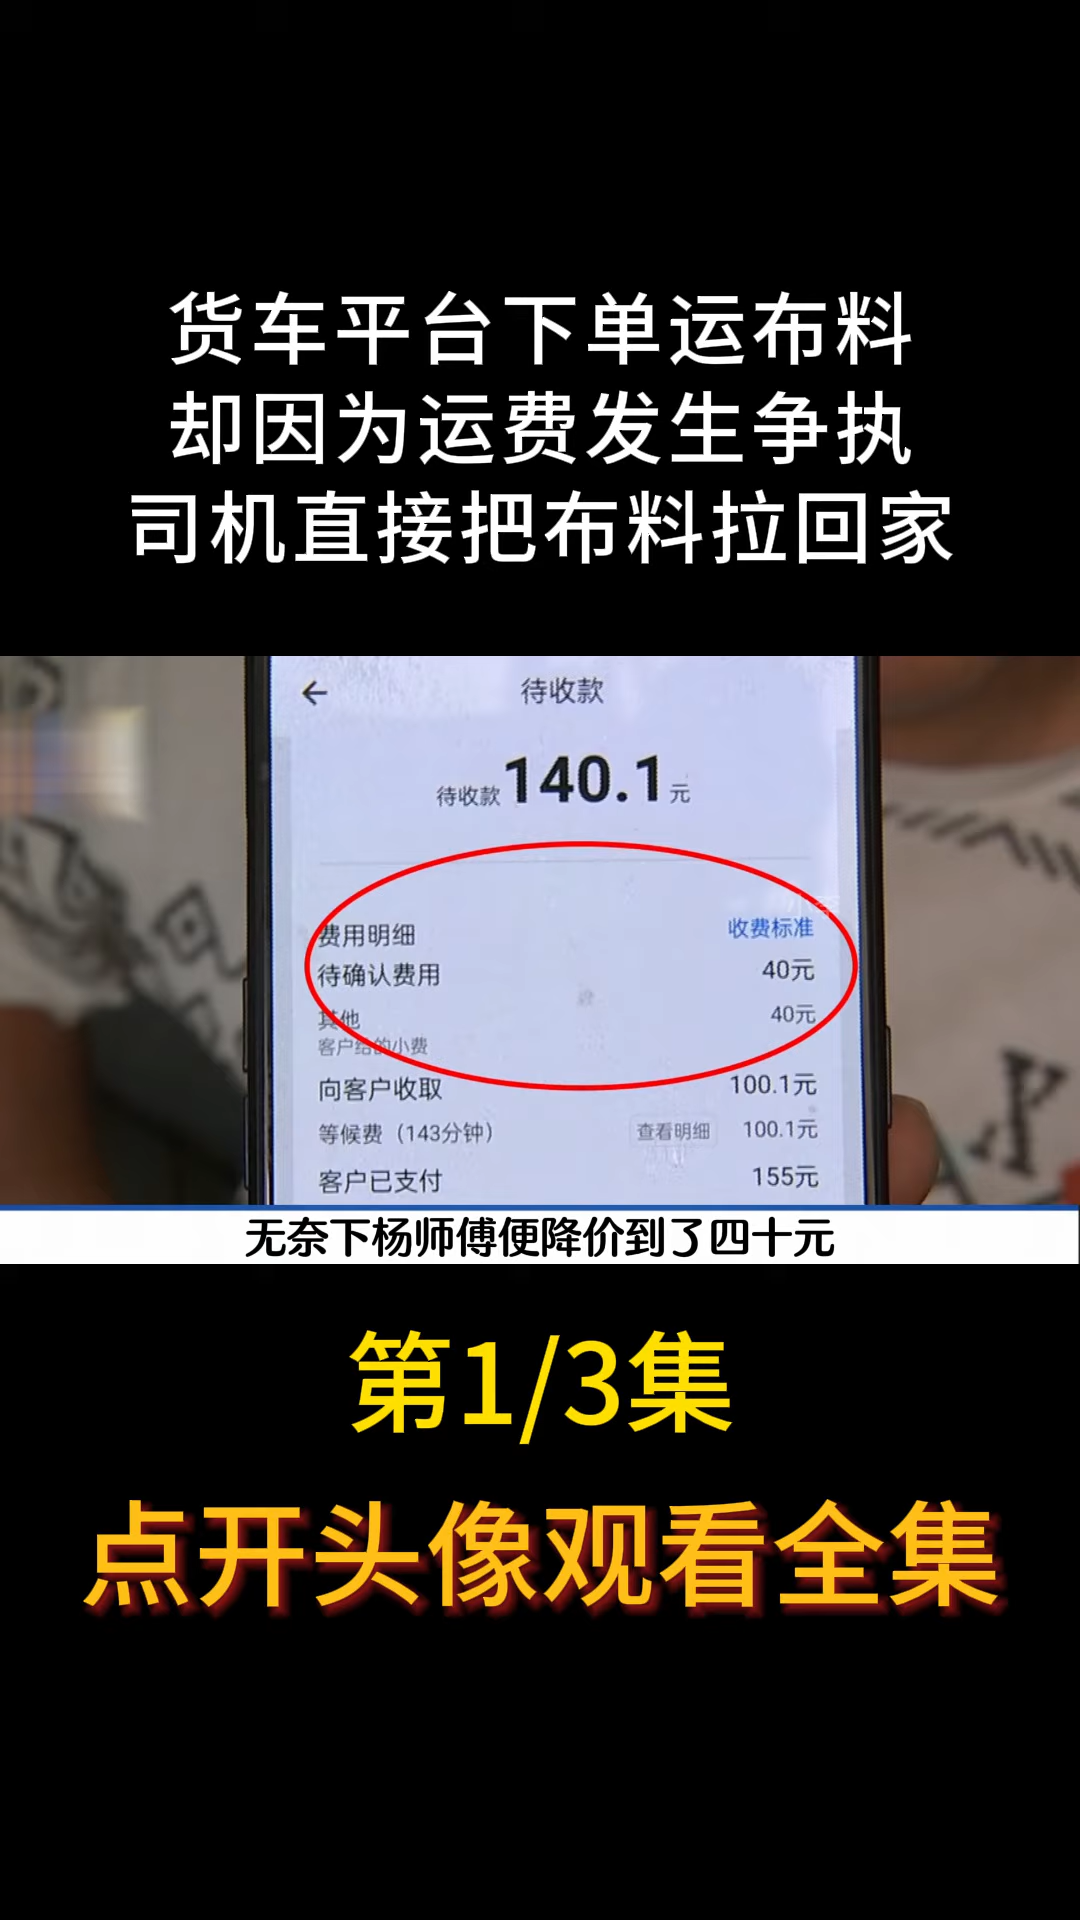 货车平台下单运布料
却因为运费发生争执
司机直接把布料拉回家
待收款
待收款140.1元
费用明细 收费标准
待确认费用 40元
其他 40元
客户给的小费
向客户收取 100.1元
等候费（143分钟） 查看明细 100.1元
客户已支付 155元
无奈下杨师傅便降价到了四十元
第1/3集
点开头像观看全集